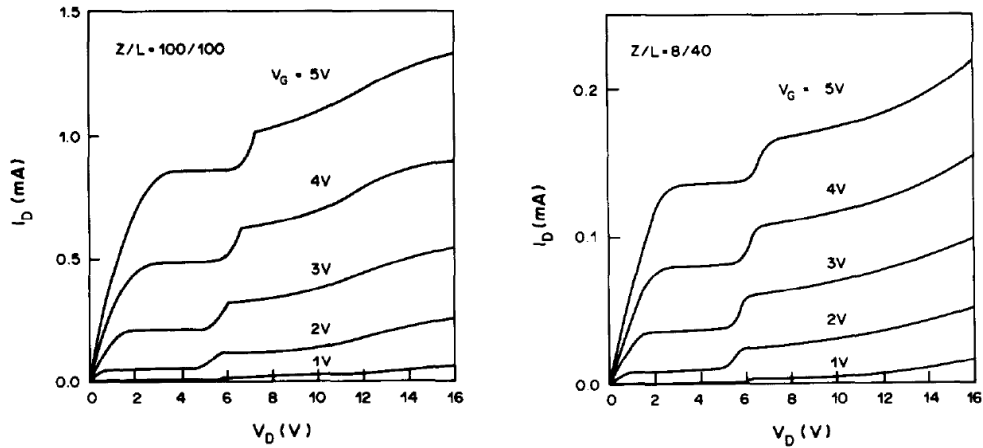 1.5
Z/L = 100/100
V_G = 5V
1.0
4V
I_D (mA)
0.5
3V
2V
1V
0.0
0 2 4 6 8 10 12 14 16
V_D (V)
Z/L = 8/40
0.2
V_G = 5V
4V
I_D (mA)
0.1
3V
2V
1V
0.0
0 2 4 6 8 10 12 14 16
V_D (V)